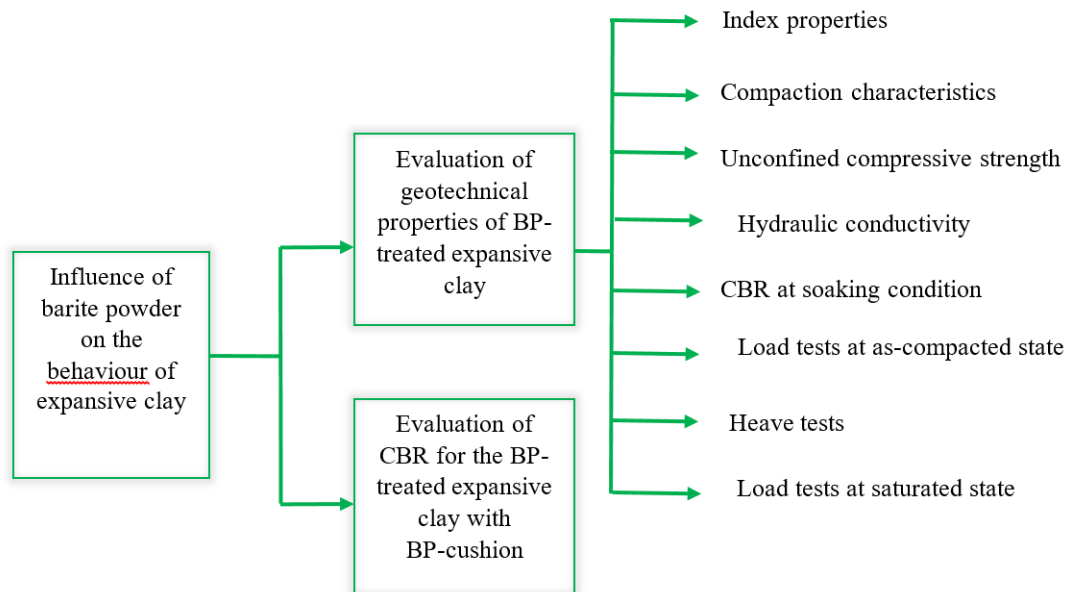 Influence of
barite powder
on the
behaviour of
expansive clay
Evaluation of
geotechnical
properties of BP-
treated expansive
clay
Evaluation of
CBR for the BP-
treated expansive
clay with
BP-cushion
Index properties
Compaction characteristics
Unconfined compressive strength
Hydraulic conductivity
CBR at soaking condition
Load tests at as-compacted state
Heave tests
Load tests at saturated state